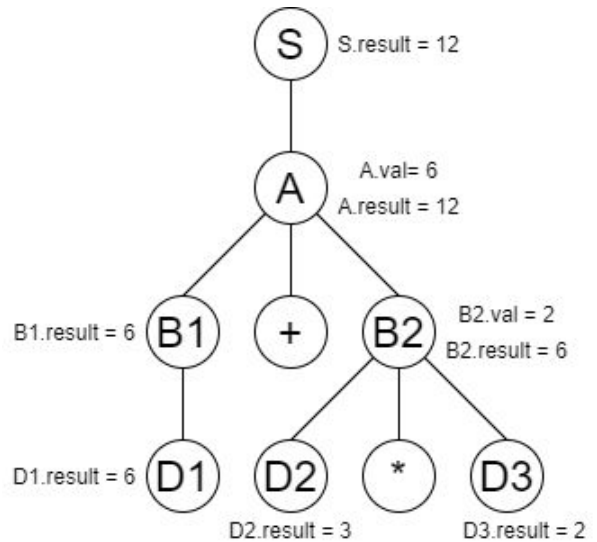 S
S.result = 12
A
A.val= 6
A.result = 12
B1.result = 6
B1
+
B2
B2.val = 2
B2.result = 6
D1.result = 6
D1
D2
*
D3
D2.result = 3
D3.result = 2